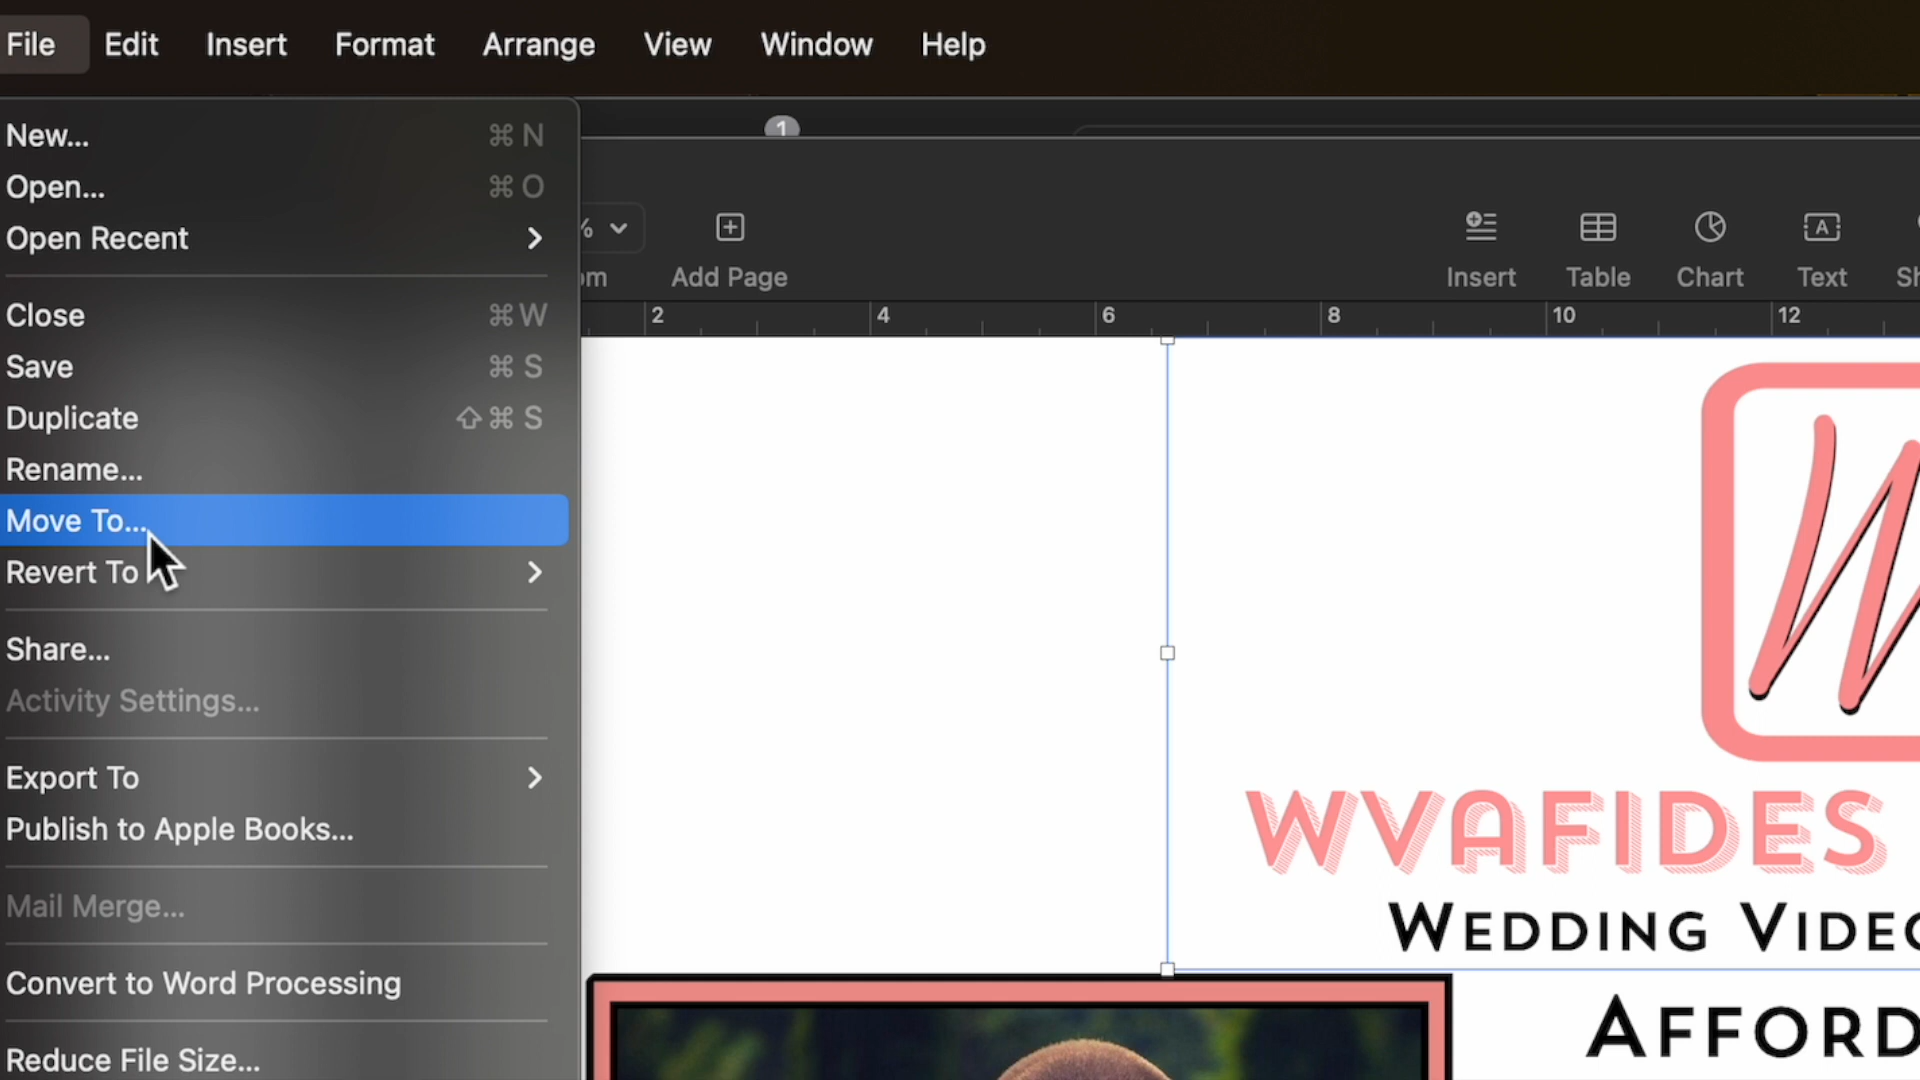 File Edit Insert Format Arrange View Window Help
1
New... ⌘ N
Open... ⌘ O
Open Recent
Close ⌘ W
Save ⌘ S
Duplicate ⇧ ⌘ S
Rename...
Move To...
Revert To
Share...
Activity Settings...
Export To
Publish to Apple Books...
Mail Merge...
Convert to Word Processing
Reduce File Size...
%
Add Page Insert Table Chart Text
2 4 6 8 10 12
W
WVAFIDES
WEDDING VIDEO
AFFORD